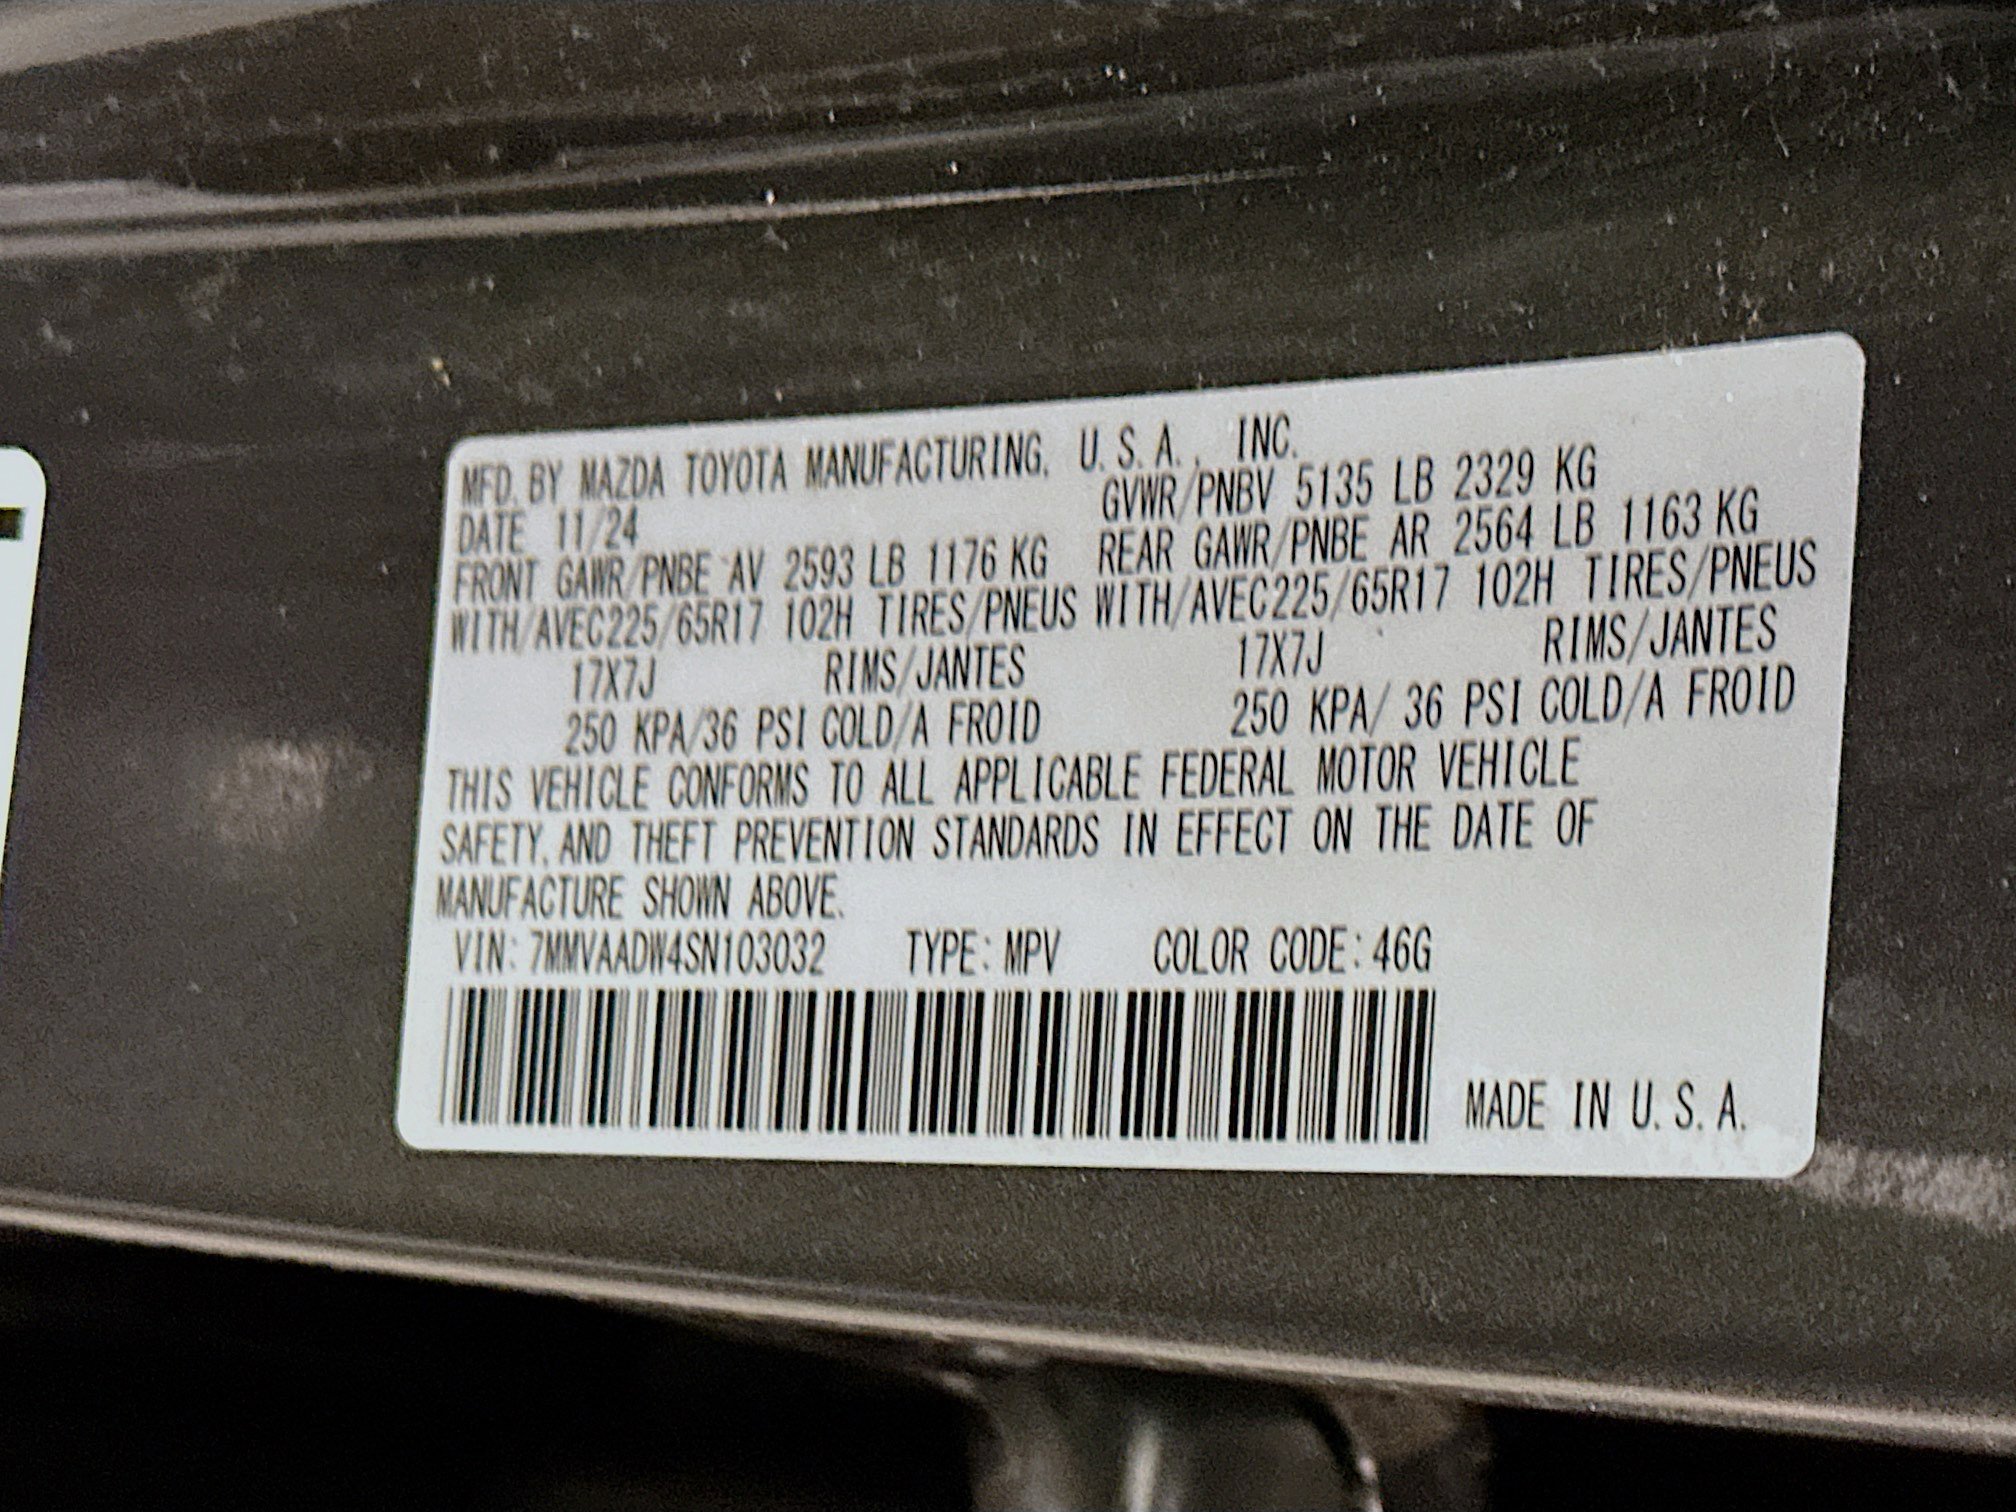 MFD. BY MAZDA TOYOTA MANUFACTURING, U.S.A., INC.
DATE 11/24 GVWR/PNBV 5135 LB 2329 KG
FRONT GAWR/PNBE AV 2593 LB 1176 KG REAR GAWR/PNBE AR 2564 LB 1163 KG
WITH/AVEC225/65R17 102H TIRES/PNEUS WITH/AVEC225/65R17 102H TIRES/PNEUS
17X7J RIMS/JANTES 17X7J RIMS/JANTES
250 KPA/36 PSI COLD/A FROID 250 KPA/ 36 PSI COLD/A FROID
THIS VEHICLE CONFORMS TO ALL APPLICABLE FEDERAL MOTOR VEHICLE
SAFETY, AND THEFT PREVENTION STANDARDS IN EFFECT ON THE DATE OF
MANUFACTURE SHOWN ABOVE.
VIN: 7MMVAADW4SN103032 TYPE: MPV COLOR CODE: 46G
MADE IN U.S.A.